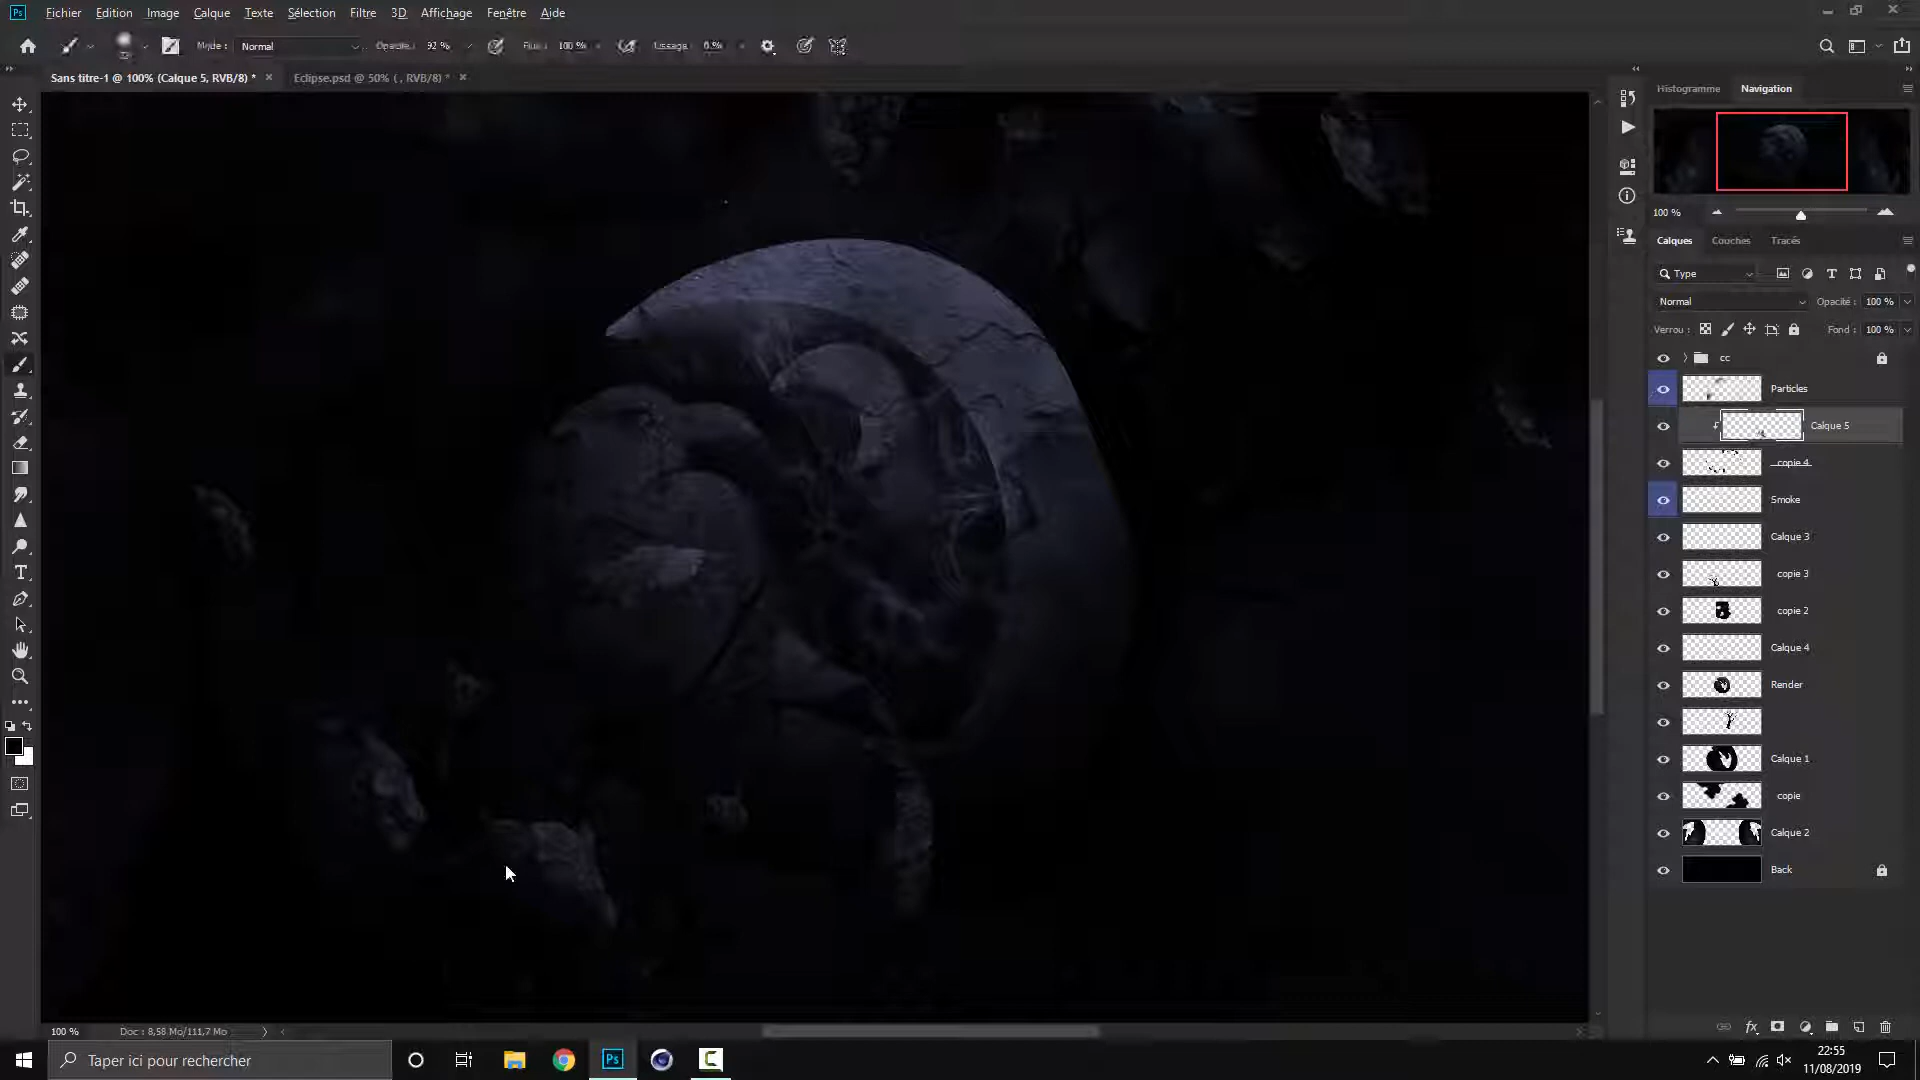 Ps Fichier Edition Image Calque Texte Sélection Filtre 3D Affichage Fenêtre Aide
Mode : Normal Opacité : 92 % Flux : 100 % Lissage : 0 %
Sans titre-1 @ 100% (Calque 5, RVB/8) * Eclipse.psd @ 50% ( , RVB/8) *
Histogramme Navigation
100 %
Calques Couches Tracés
Type
Normal Opacité : 100 %
Verrou : Fond : 100 %
cc
Particles
Calque 5
copie 4
Smoke
Calque 3
copie 3
copie 2
Calque 4
Render
Calque 1
copie
Calque 2
Back
100 % Doc : 8,58 Mo/111,7 Mo
fx
Taper ici pour rechercher
Ps
22:55
11/08/2019